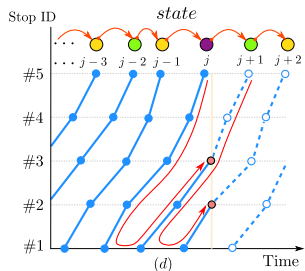 Stop ID
state
...
... j − 3 j − 2 j − 1 j j + 1 j + 2
#5
#4
#3
#2
#1
(d)
Time